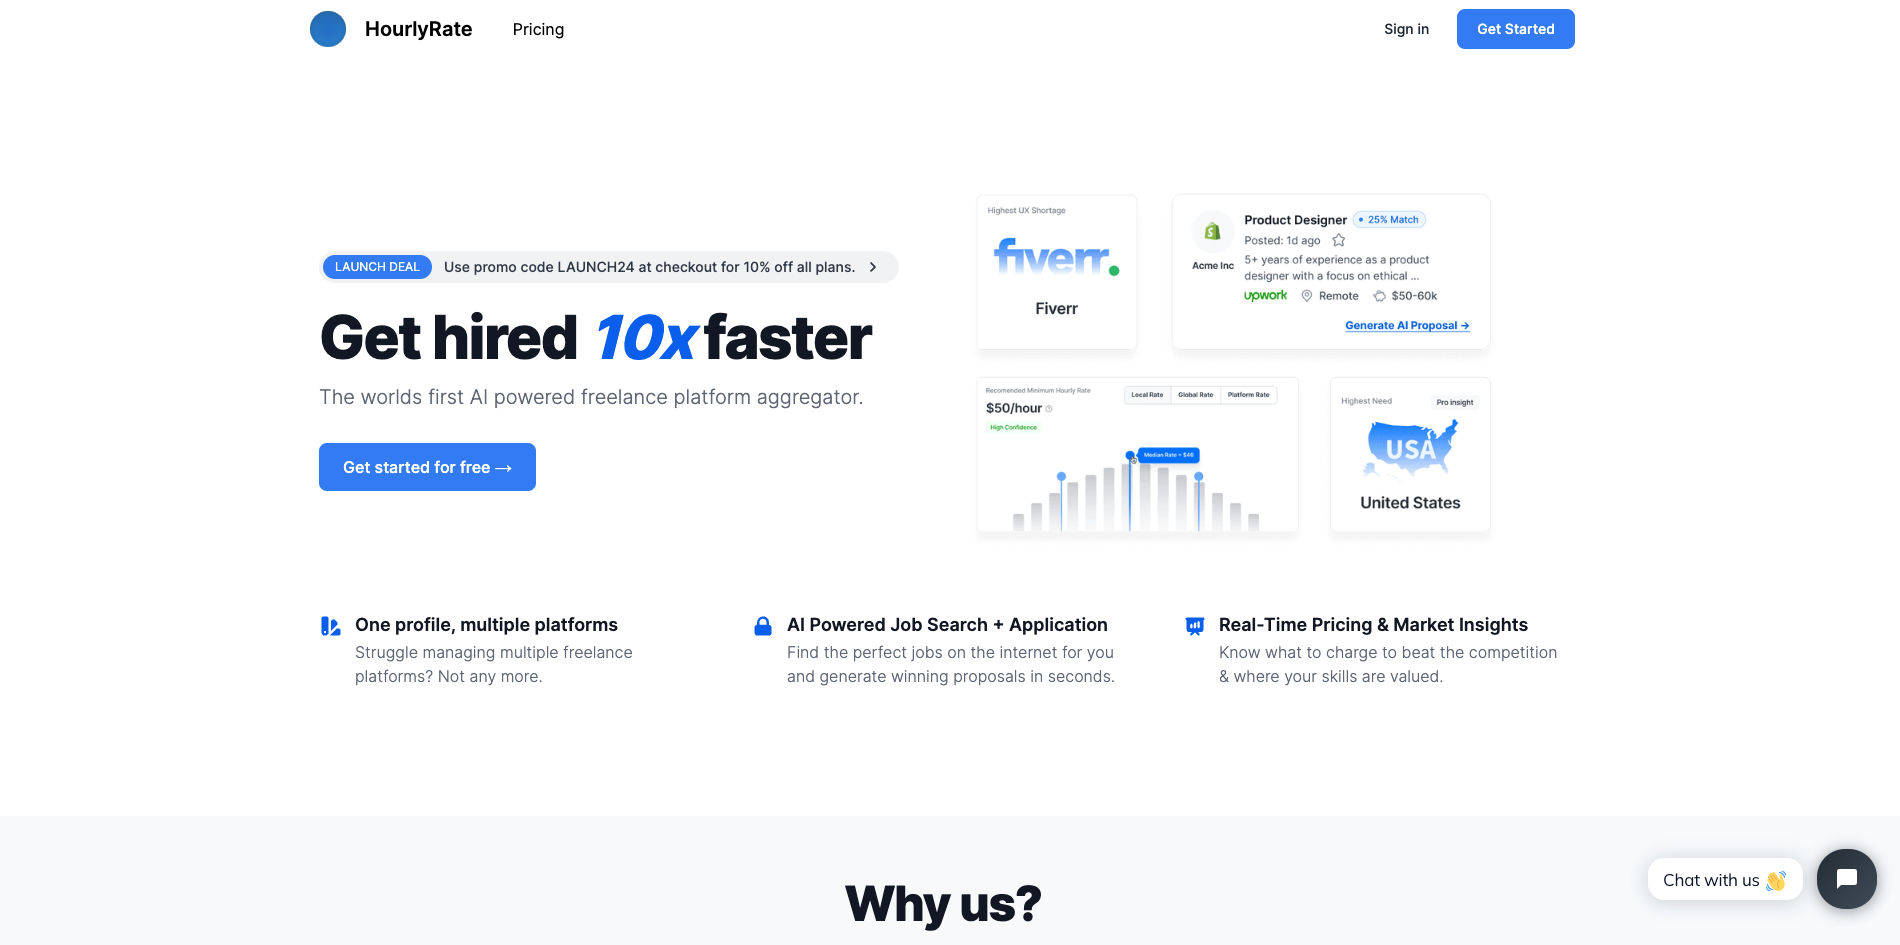 HourlyRate
Pricing
Sign in
Get Started
LAUNCH DEAL
Use promo code LAUNCH24 at checkout for 10% off all plans.
Get hired 10x faster
The worlds first AI powered freelance platform aggregator.
Get started for free →
Highest UX Shortage
fiverr.
Fiverr
Product Designer
25% Match
Posted: 1d ago
Acme Inc
5+ years of experience as a product
designer with a focus on ethical ...
upwork
Remote
$50-60k
Generate AI Proposal →
Recomended Minimum Hourly Rate
$50/hour
High Confidence
Local Rate
Global Rate
Platform Rate
Median Rate = $46
Highest Need
Pro insight
USA
United States
One profile, multiple platforms
Struggle managing multiple freelance
platforms? Not any more.
AI Powered Job Search + Application
Find the perfect jobs on the internet for you
and generate winning proposals in seconds.
Real-Time Pricing & Market Insights
Know what to charge to beat the competition
& where your skills are valued.
Why us?
Chat with us 👋